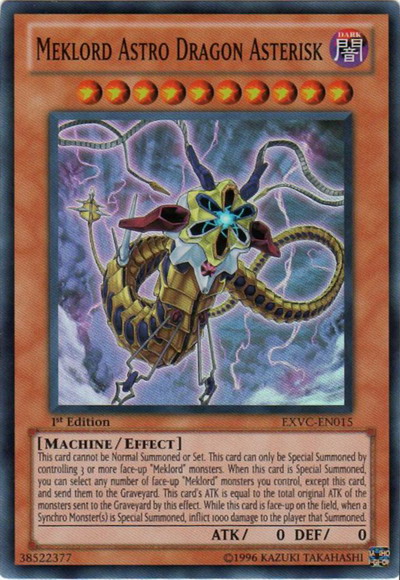 MEKLORD ASTRO DRAGON ASTERISK
DARK
闇
1st Edition
EXVC-EN015
[MACHINE/EFFECT]
This card cannot be Normal Summoned or Set. This card can only be Special Summoned by
controlling 3 or more face-up "Meklord" monsters. When this card is Special Summoned,
you can select any number of face-up "Meklord" monsters you control, except this card,
and send them to the Graveyard. This card's ATK is equal to the total original ATK of the
monsters sent to the Graveyard by this effect. While this card is face-up on the field, when a
Synchro Monster(s) is Special Summoned, inflict 1000 damage to the player that Summoned.
ATK/ 0 DEF/ 0
38522377
©1996 KAZUKI TAKAHASHI